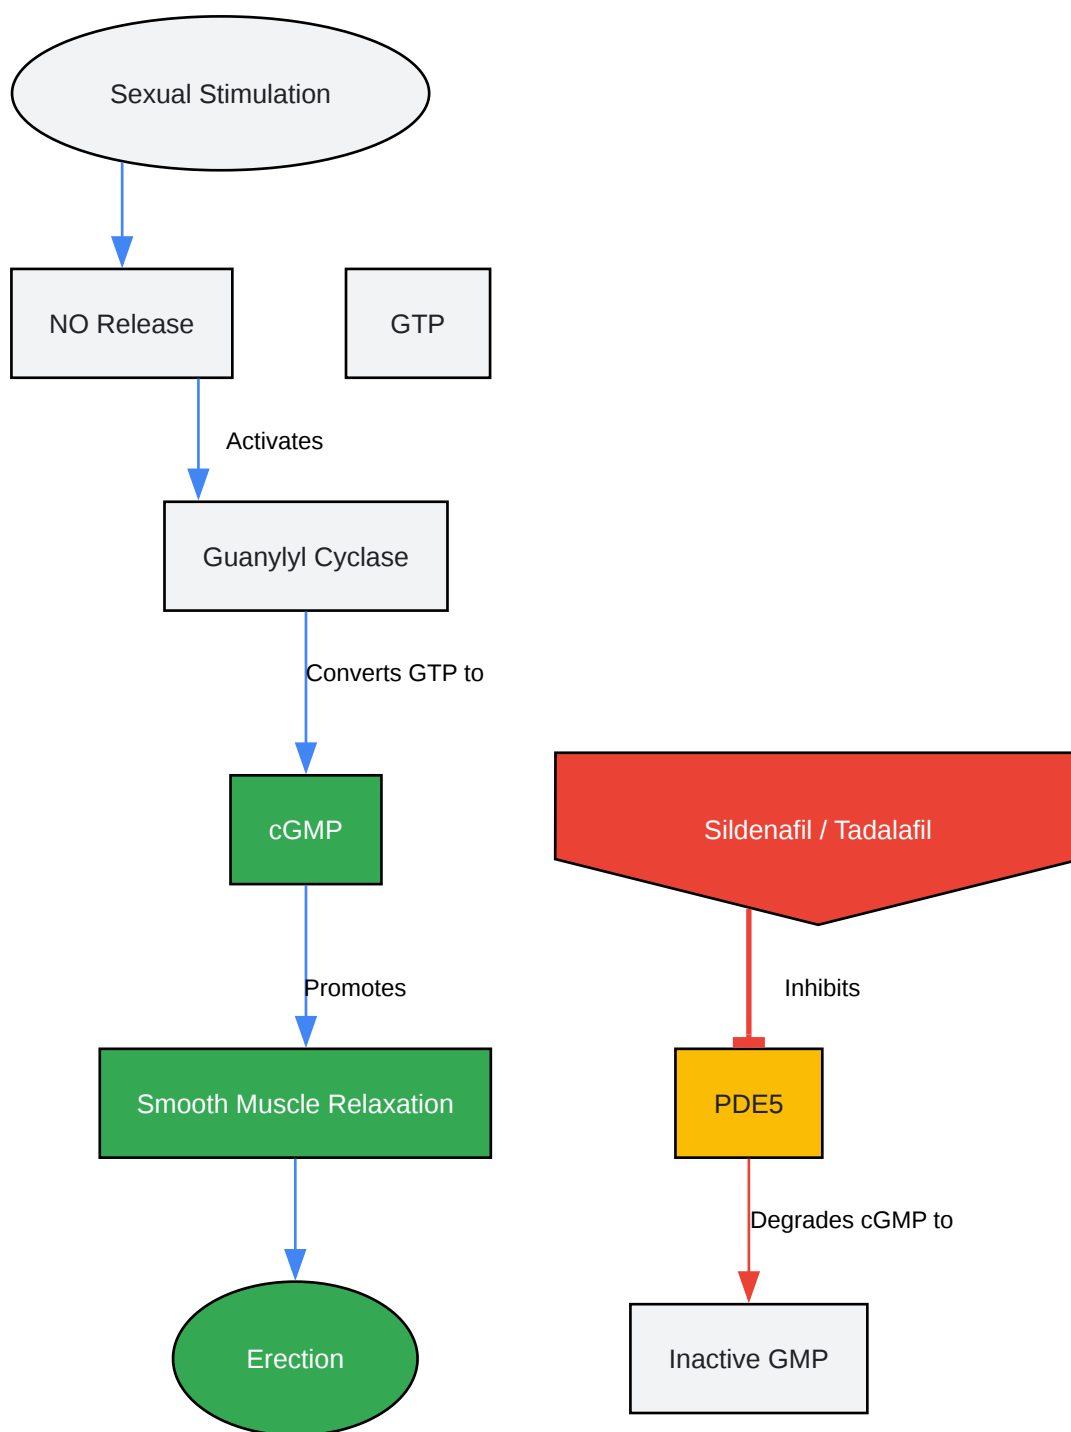 Sexual Stimulation
NO Release
GTP
Activates
Guanylyl Cyclase
Converts GTP to
cGMP
Sildenafil / Tadalafil
Promotes
Inhibits
Smooth Muscle Relaxation
PDE5
Degrades cGMP to
Erection
Inactive GMP